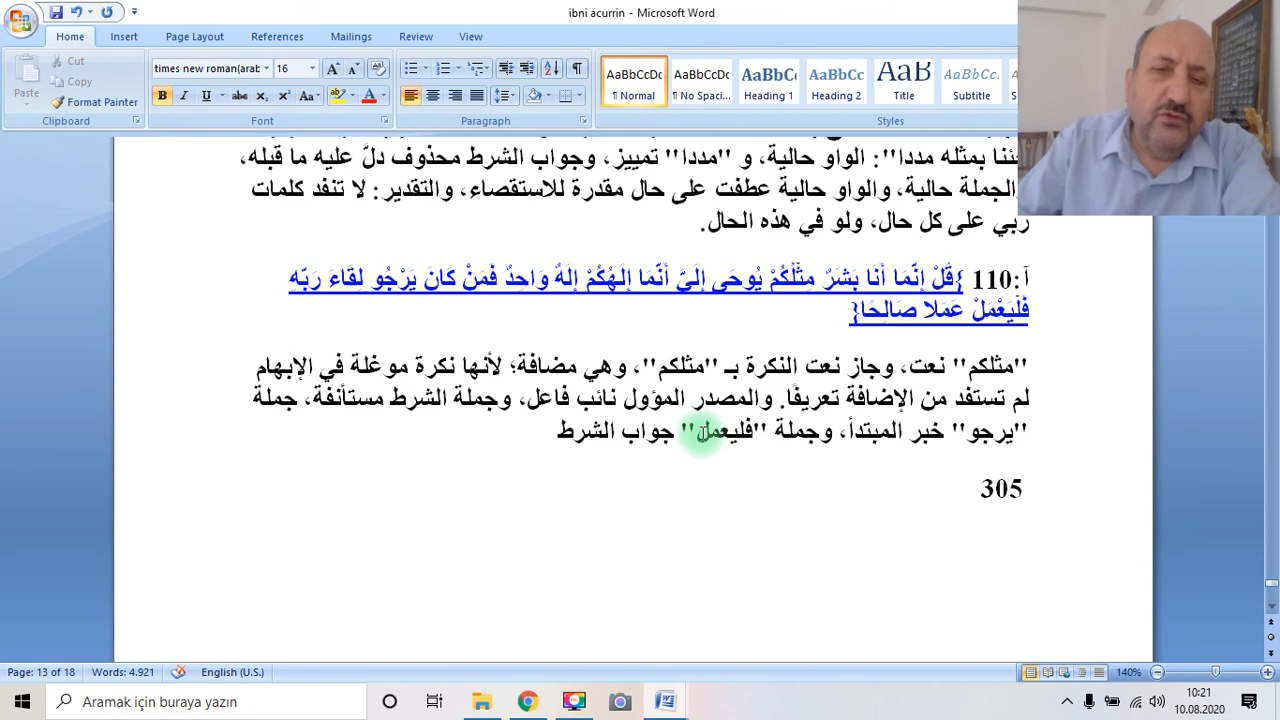 ibni acurrin - Microsoft Word
Home Insert Page Layout References Mailings Review View
Paste
Cut
Copy
Format Painter
Clipboard
times new roman(arab 16
Font
Paragraph
AaBbCcDc AaBbCcDc AaBbCc AaBbCc AaB AaBbCc.
¶ Normal ¶ No Spaci... Heading 1 Heading 2 Title
Styles
بمثله مددا": الواو حالية، و "مددا" تمييز، وجواب الشرط محذوف دلَّ عليه ما قبله،
والجملة حالية، والواو حالية عطفت على حال مقدرة للاستقصاء، والتقدير: لا تنفد كلمات
ربي على كل حال، ولو في هذه الحال.
آ:110 {قُلْ إِنَّمَا أَنَا بَشَرٌ مِثْلُكُمْ يُوحَى إِلَيَّ أَنَّمَا إِلَهُكُمْ إِلَهٌ وَاحِدٌ فَمَنْ كَانَ يَرْجُو لِقَاءَ رَبِّهِ
فَلْيَعْمَلْ عَمَلا صَالِحًا}
"مثلكم" نعت، وجاز نعت النكرة بـ "مثلكم"، وهي مضافة؛ لأنها نكرة موغلة في الإبهام
لم تستفد من الإضافة تعريفًا. والمصدر المؤول نائب فاعل، وجملة الشرط مستأنفة، جملة
"يرجو" خبر المبتدأ، وجملة "فليعمل" جواب الشرط
305
Page: 13 of 18 Words: 4.921 English (U.S.) 140%
Aramak için buraya yazın
10:21
10.08.2020